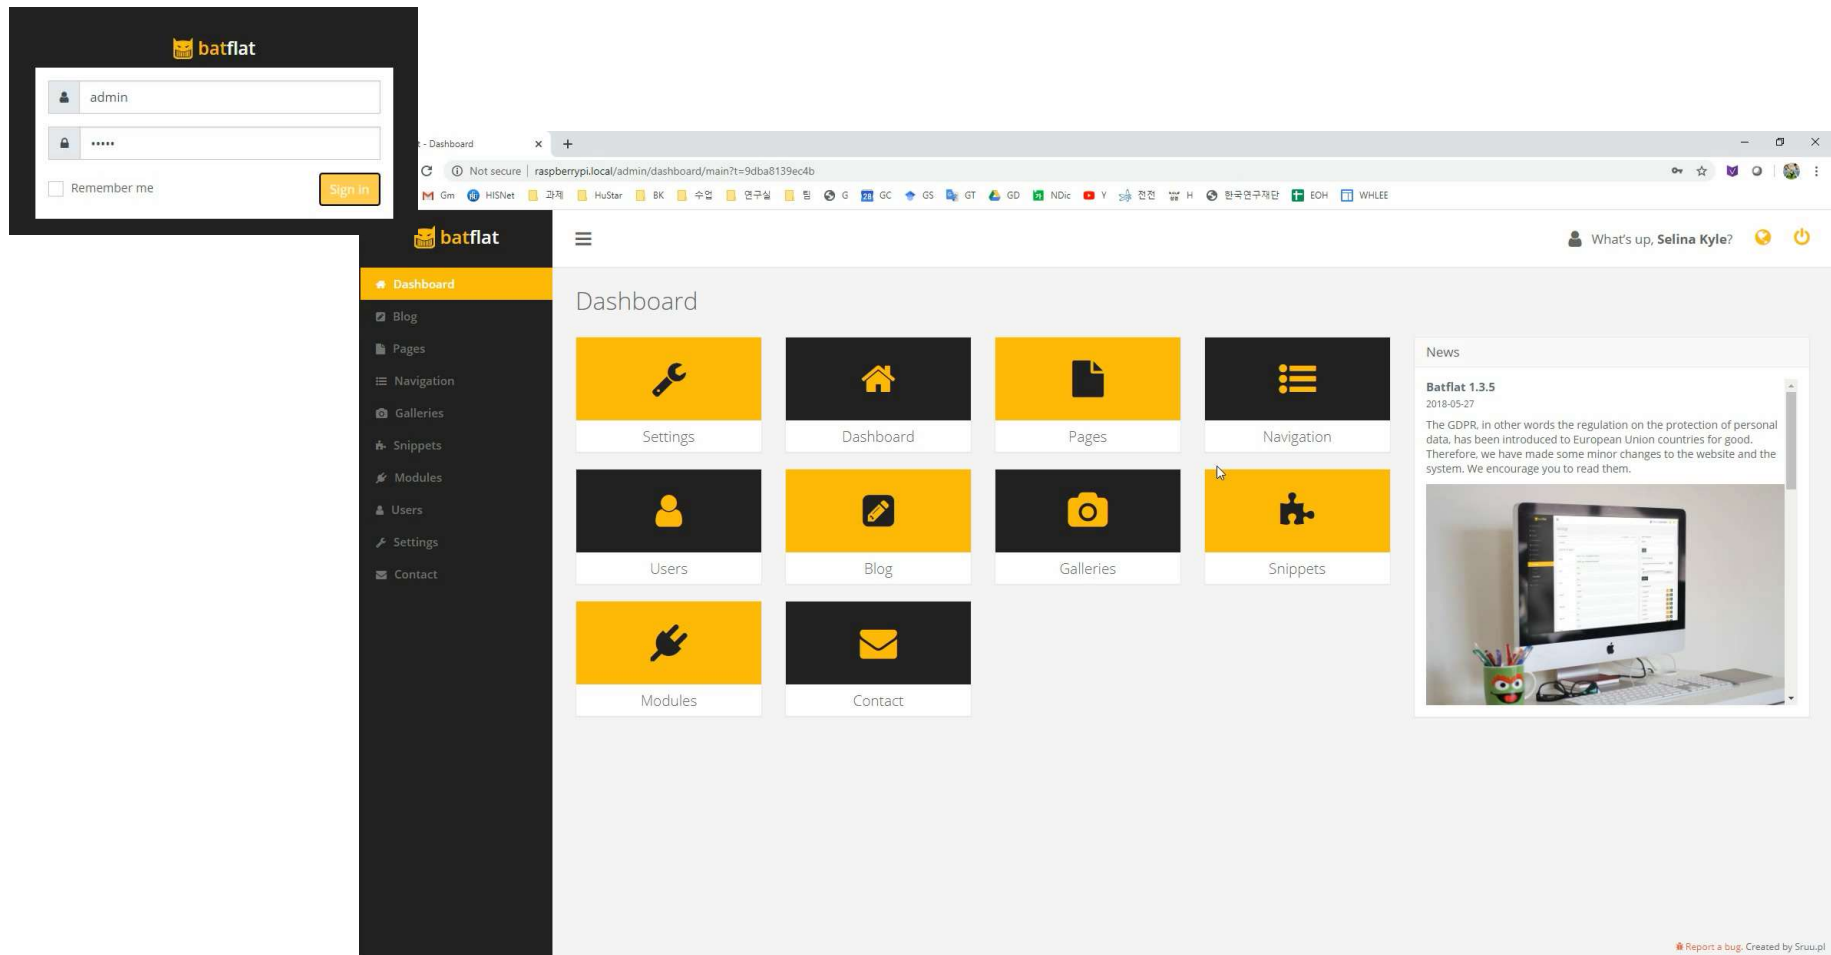 batflat
admin
•••••
Remember me
Sign in
t - Dashboard
Not secure | raspberrypi.local/admin/dashboard/main?t=9dba8139ec4b
Gm HISNet 과제 HuStar BK 수업 연구실 팀 G 28 GC GS GT GD NDic Y 전전 H 한국연구재단 EOH WHLEE
batflat
What's up, Selina Kyle?
Dashboard
Blog
Pages
Navigation
Galleries
Snippets
Modules
Users
Settings
Contact
Dashboard
Settings Dashboard Pages Navigation
Users Blog Galleries Snippets
Modules Contact
News
Batflat 1.3.5
2018-05-27
The GDPR, in other words the regulation on the protection of personal
data, has been introduced to European Union countries for good.
Therefore, we have made some minor changes to the website and the
system. We encourage you to read them.
Report a bug. Created by Sruu.pl